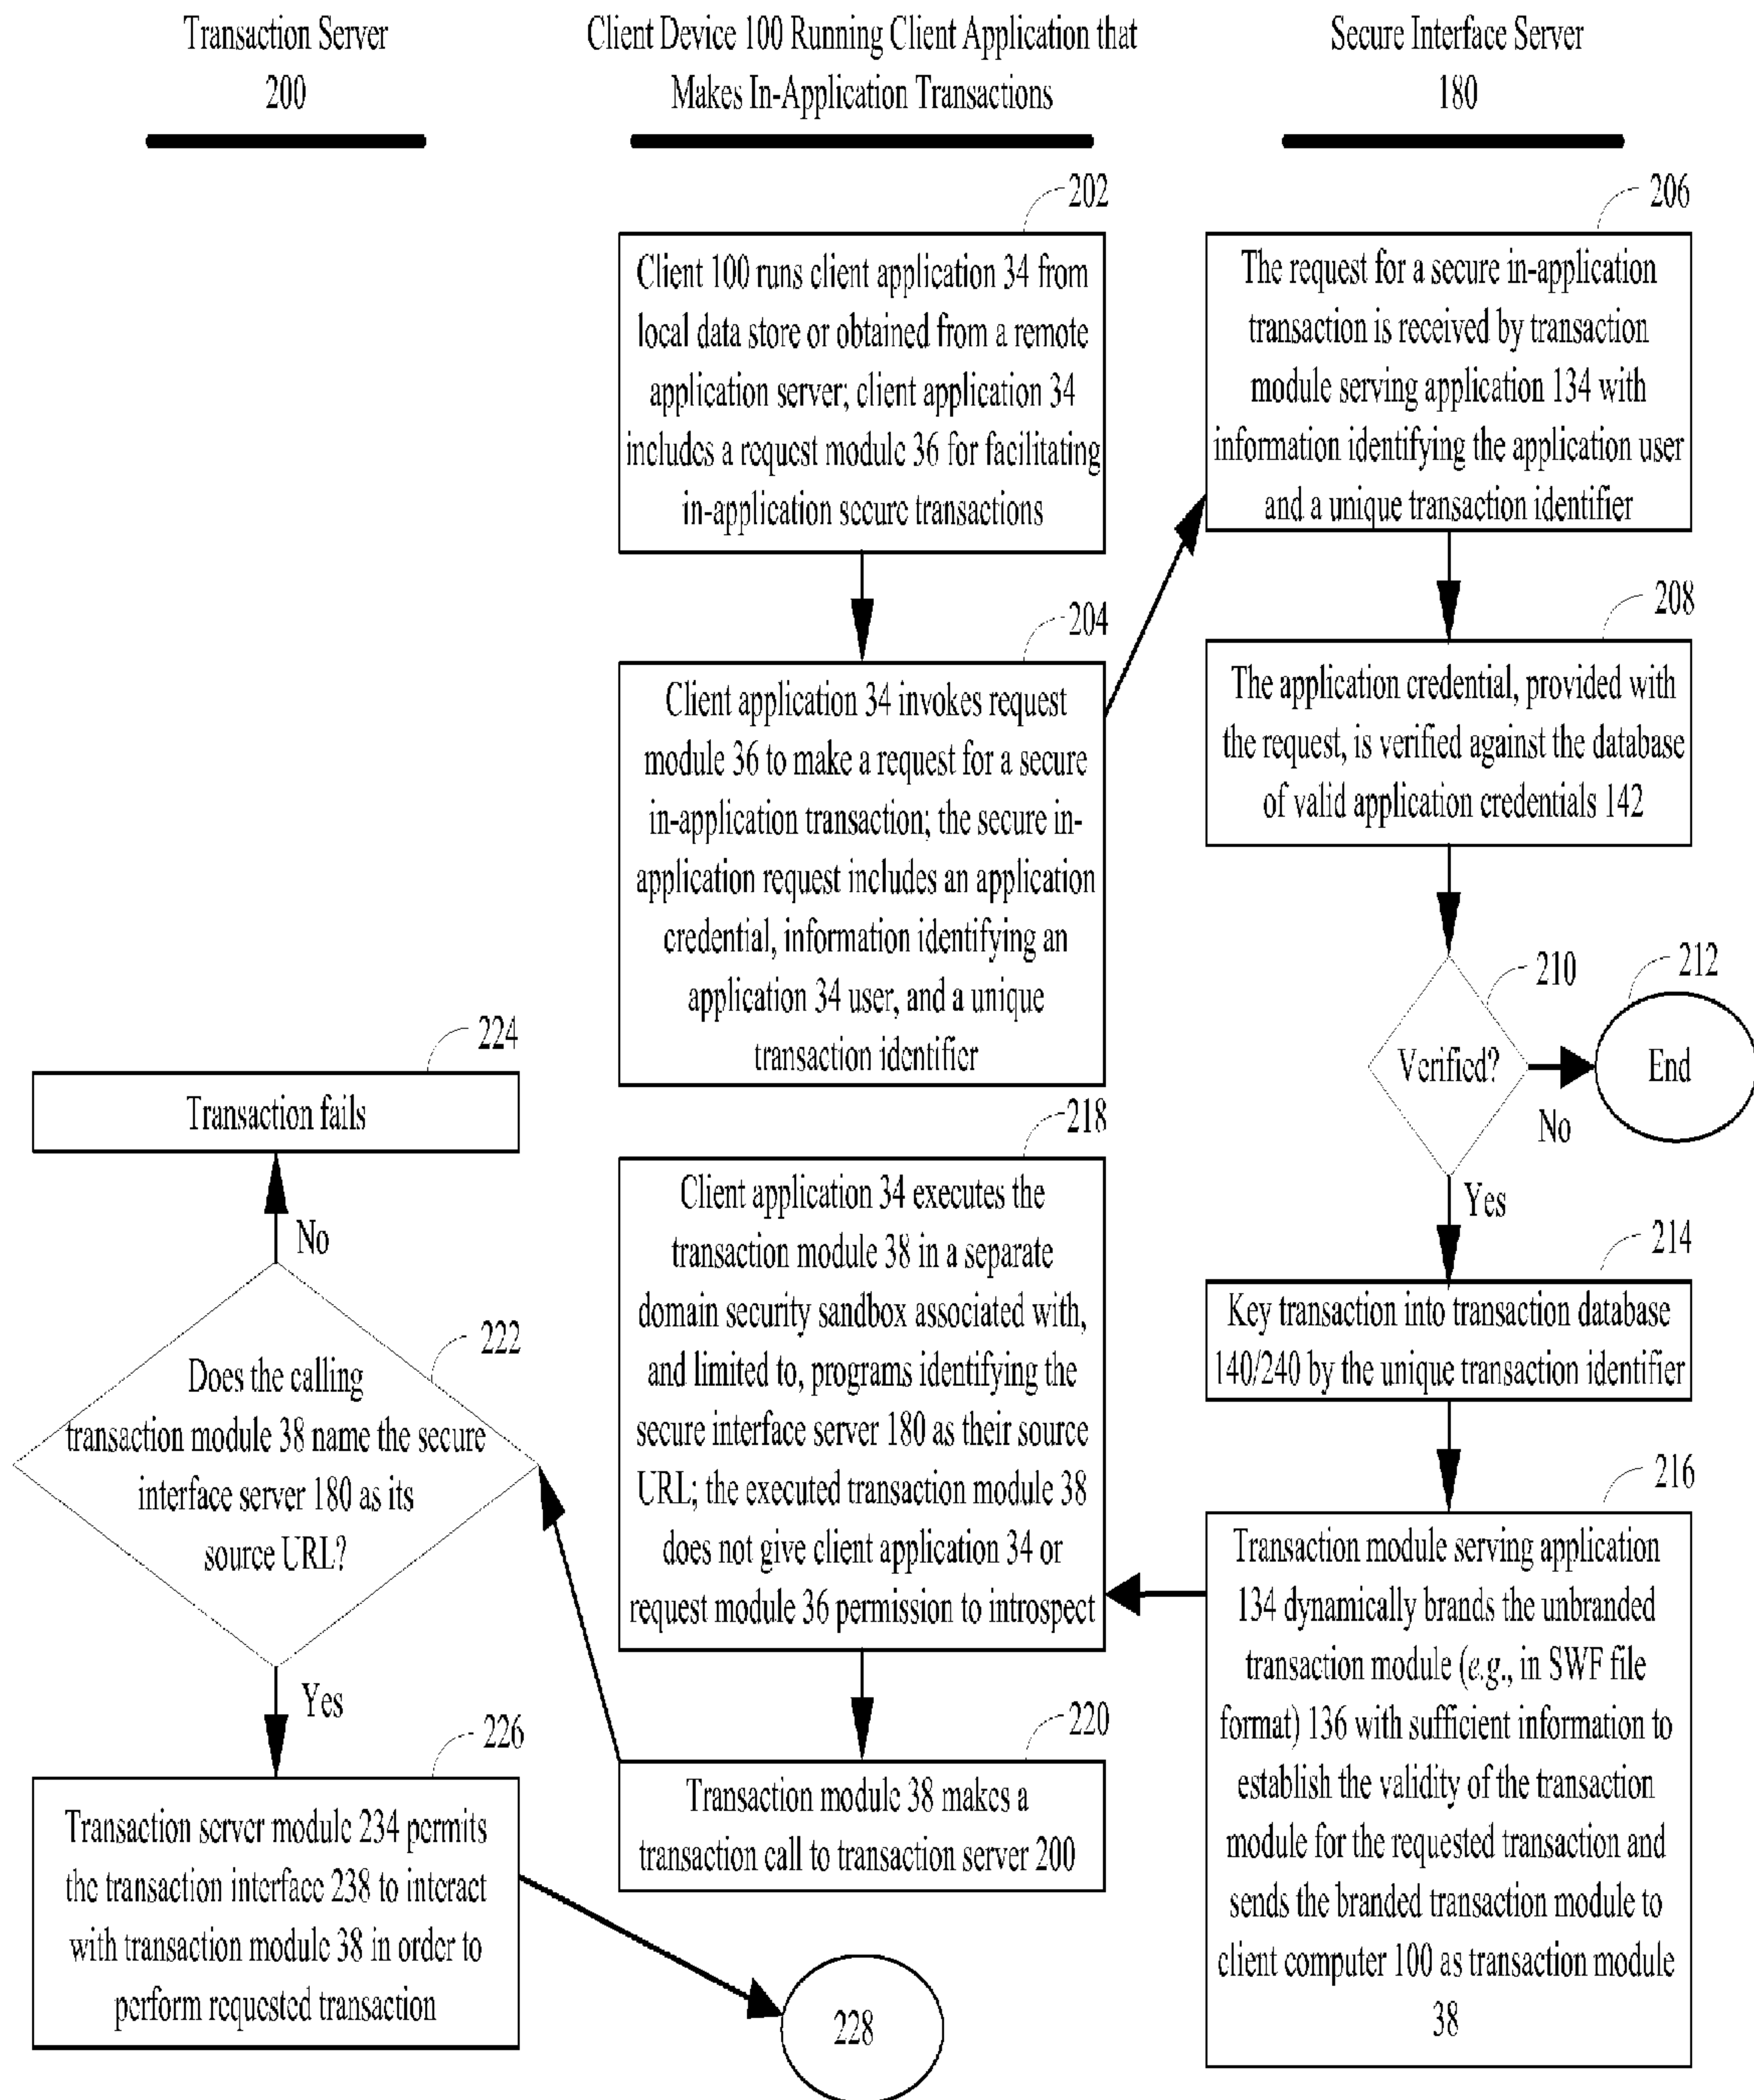 Transaction Server
200
Client Device 100 Running Client Application that
Makes In-Application Transactions
Secure Interface Server
180
202
Client 100 runs client application 34 from
local data store or obtained from a remote
application server; client application 34
includes a request module 36 for facilitating
in-application secure transactions
204
Client application 34 invokes request
module 36 to make a request for a secure
in-application transaction; the secure in-
application request includes an application
credential, information identifying an
application 34 user, and a unique
transaction identifier
206
The request for a secure in-application
transaction is received by transaction
module serving application 134 with
information identifying the application user
and a unique transaction identifier
208
The application credential, provided with
the request, is verified against the database
of valid application credentials 142
210
Verified?
212
End
No
Yes
214
Key transaction into transaction database
140/240 by the unique transaction identifier
216
Transaction module serving application
134 dynamically brands the unbranded
transaction module (e.g., in SWF file
format) 136 with sufficient information to
establish the validity of the transaction
module for the requested transaction and
sends the branded transaction module to
client computer 100 as transaction module
38
218
Client application 34 executes the
transaction module 38 in a separate
domain security sandbox associated with,
and limited to, programs identifying the
secure interface server 180 as their source
URL; the executed transaction module 38
does not give client application 34 or
request module 36 permission to introspect
220
Transaction module 38 makes a
transaction call to transaction server 200
222
Does the calling
transaction module 38 name the secure
interface server 180 as its
source URL?
No
224
Transaction fails
Yes
226
Transaction server module 234 permits
the transaction interface 238 to interact
with transaction module 38 in order to
perform requested transaction
228